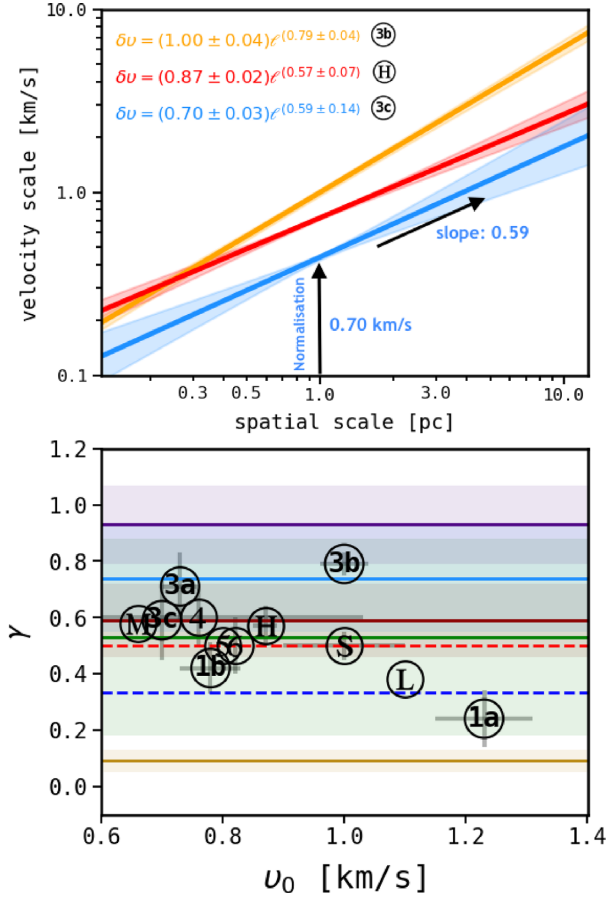 10.0
δυ = (1.00 ± 0.04)ℓ^(0.79 ± 0.04) 3b
δυ = (0.87 ± 0.02)ℓ^(0.57 ± 0.07) H
δυ = (0.70 ± 0.03)ℓ^(0.59 ± 0.14) 3c
velocity scale [km/s]
1.0
slope: 0.59
Normalisation
0.70 km/s
0.1
0.3 0.5 1.0 3.0 10.0
spatial scale [pc]
1.2
1.0
0.8
3b
3a
0.6
M 3c 4 H
γ
5 6 S
0.4
1b L
0.2
1a
0.0
0.6 0.8 1.0 1.2 1.4
υ₀ [km/s]